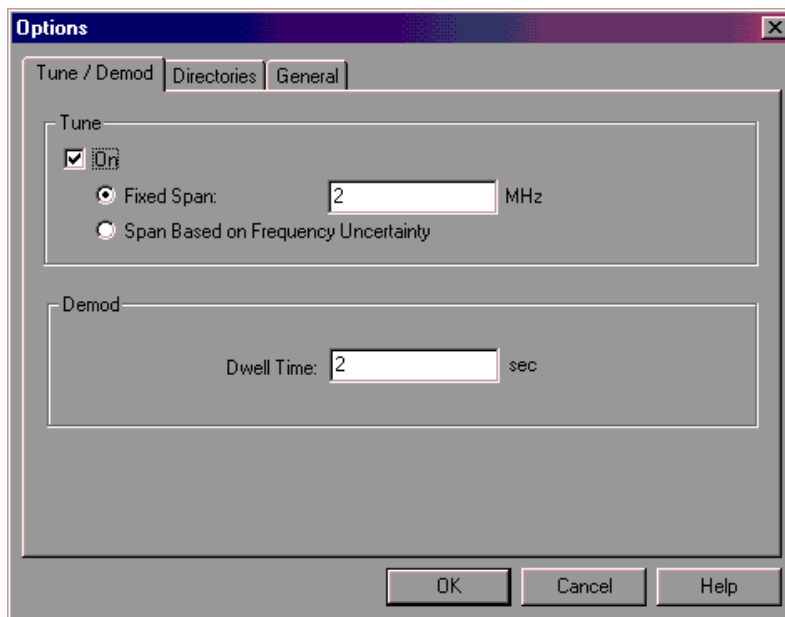 Options
Tune / Demod Directories General
Tune
On
Fixed Span: 2 MHz
Span Based on Frequency Uncertainty
Demod
Dwell Time: 2 sec
OK Cancel Help